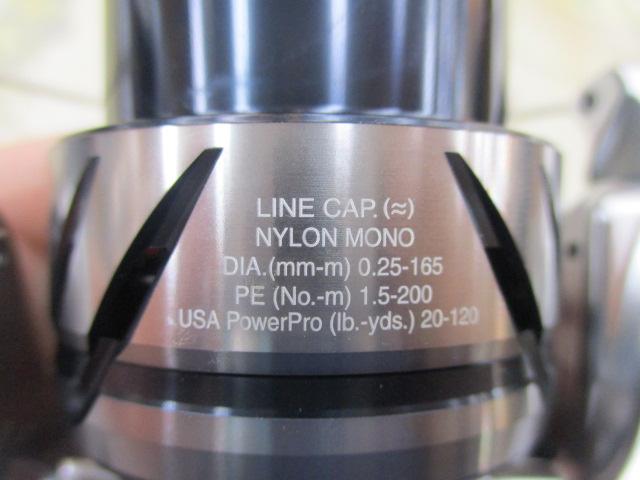 LINE CAP. (≈)
NYLON MONO
DIA.(mm-m) 0.25-165
PE (No.-m) 1.5-200
USA PowerPro (lb.-yds.) 20-120